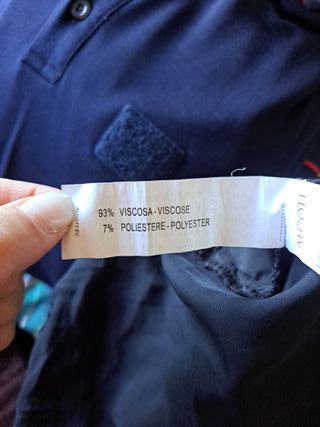 93% VISCOSA-VISCOSE
7% POLIESTERE-POLYESTER